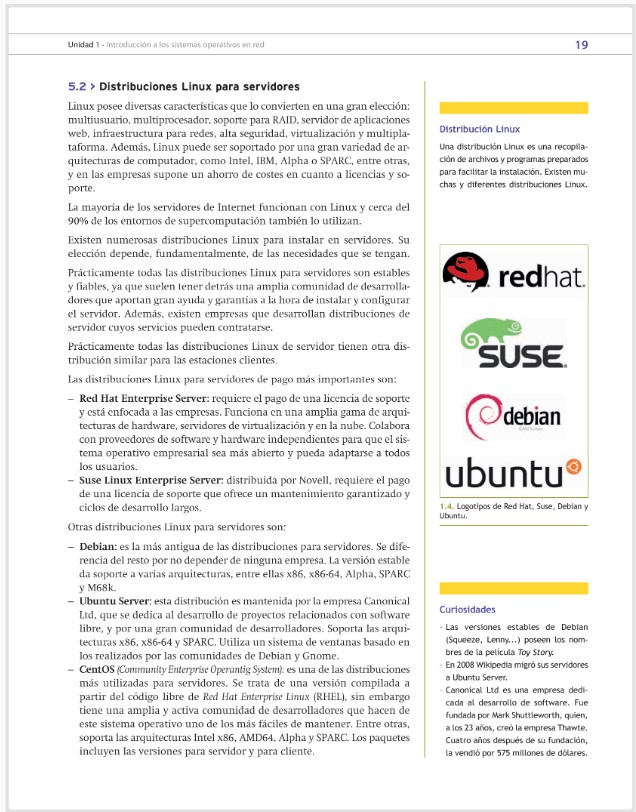 Unidad 1 - Introducción a los sistemas operativos en red
19
5.2 > Distribuciones Linux para servidores
Linux posee diversas características que lo convierten en una gran elección:
multiusuario, multiprocesador, soporte para RAID, servidor de aplicaciones
web, infraestructura para redes, alta seguridad, virtualización y multipla-
taforma. Además, Linux puede ser soportado por una gran variedad de ar-
quitecturas de computador, como Intel, IBM, Alpha o SPARC, entre otras,
y en las empresas supone un ahorro de costes en cuanto a licencias y so-
porte.
La mayoría de los servidores de Internet funcionan con Linux y cerca del
90% de los entornos de supercomputación también lo utilizan.
Existen numerosas distribuciones Linux para instalar en servidores. Su
elección depende, fundamentalmente, de las necesidades que se tengan.
Prácticamente todas las distribuciones Linux para servidores son estables
y fiables, ya que suelen tener detrás una amplia comunidad de desarrolla-
dores que aportan gran ayuda y garantías a la hora de instalar y configurar
el servidor. Además, existen empresas que desarrollan distribuciones de
servidor cuyos servicios pueden contratarse.
Prácticamente todas las distribuciones Linux de servidor tienen otra dis-
tribución similar para las estaciones clientes.
Las distribuciones Linux para servidores de pago más importantes son:
– Red Hat Enterprise Server: requiere el pago de una licencia de soporte
y está enfocada a las empresas. Funciona en una amplia gama de arqui-
tecturas de hardware, servidores de virtualización y en la nube. Colabora
con proveedores de software y hardware independientes para que el sis-
tema operativo empresarial sea más abierto y pueda adaptarse a todos
los usuarios.
– Suse Linux Enterprise Server: distribuida por Novell, requiere el pago
de una licencia de soporte que ofrece un mantenimiento garantizado y
ciclos de desarrollo largos.
Otras distribuciones Linux para servidores son:
– Debian: es la más antigua de las distribuciones para servidores. Se dife-
rencia del resto por no depender de ninguna empresa. La versión estable
da soporte a varias arquitecturas, entre ellas x86, x86-64, Alpha, SPARC
y M68k.
– Ubuntu Server: esta distribución es mantenida por la empresa Canonical
Ltd, que se dedica al desarrollo de proyectos relacionados con software
libre, y por una gran comunidad de desarrolladores. Soporta las arqui-
tecturas x86, x86-64 y SPARC. Utiliza un sistema de ventanas basado en
los realizados por las comunidades de Debian y Gnome.
– CentOS (Community Enterprise Operantig System): es una de las distribuciones
más utilizadas para servidores. Se trata de una versión compilada a
partir del código libre de Red Hat Enterprise Linux (RHEL), sin embargo
tiene una amplia y activa comunidad de desarrolladores que hacen de
este sistema operativo uno de los más fáciles de mantener. Entre otras,
soporta las arquitecturas Intel x86, AMD64, Alpha y SPARC. Los paquetes
incluyen las versiones para servidor y para cliente.
Distribución Linux
Una distribución Linux es una recopila-
ción de archivos y programas preparados
para facilitar la instalación. Existen mu-
chas y diferentes distribuciones Linux.
redhat.
SUSE
debian
ubuntu
1.4. Logotipos de Red Hat, Suse, Debian y
Ubuntu.
Curiosidades
- Las versiones estables de Debian
(Squeeze, Lenny...) poseen los nom-
bres de la película Toy Story.
- En 2008 Wikipedia migró sus servidores
a Ubuntu Server.
- Canonical Ltd es una empresa dedi-
cada al desarrollo de software. Fue
fundada por Mark Shuttleworth, quien,
a los 23 años, creó la empresa Thawte.
Cuatro años después de su fundación,
la vendió por 575 millones de dólares.